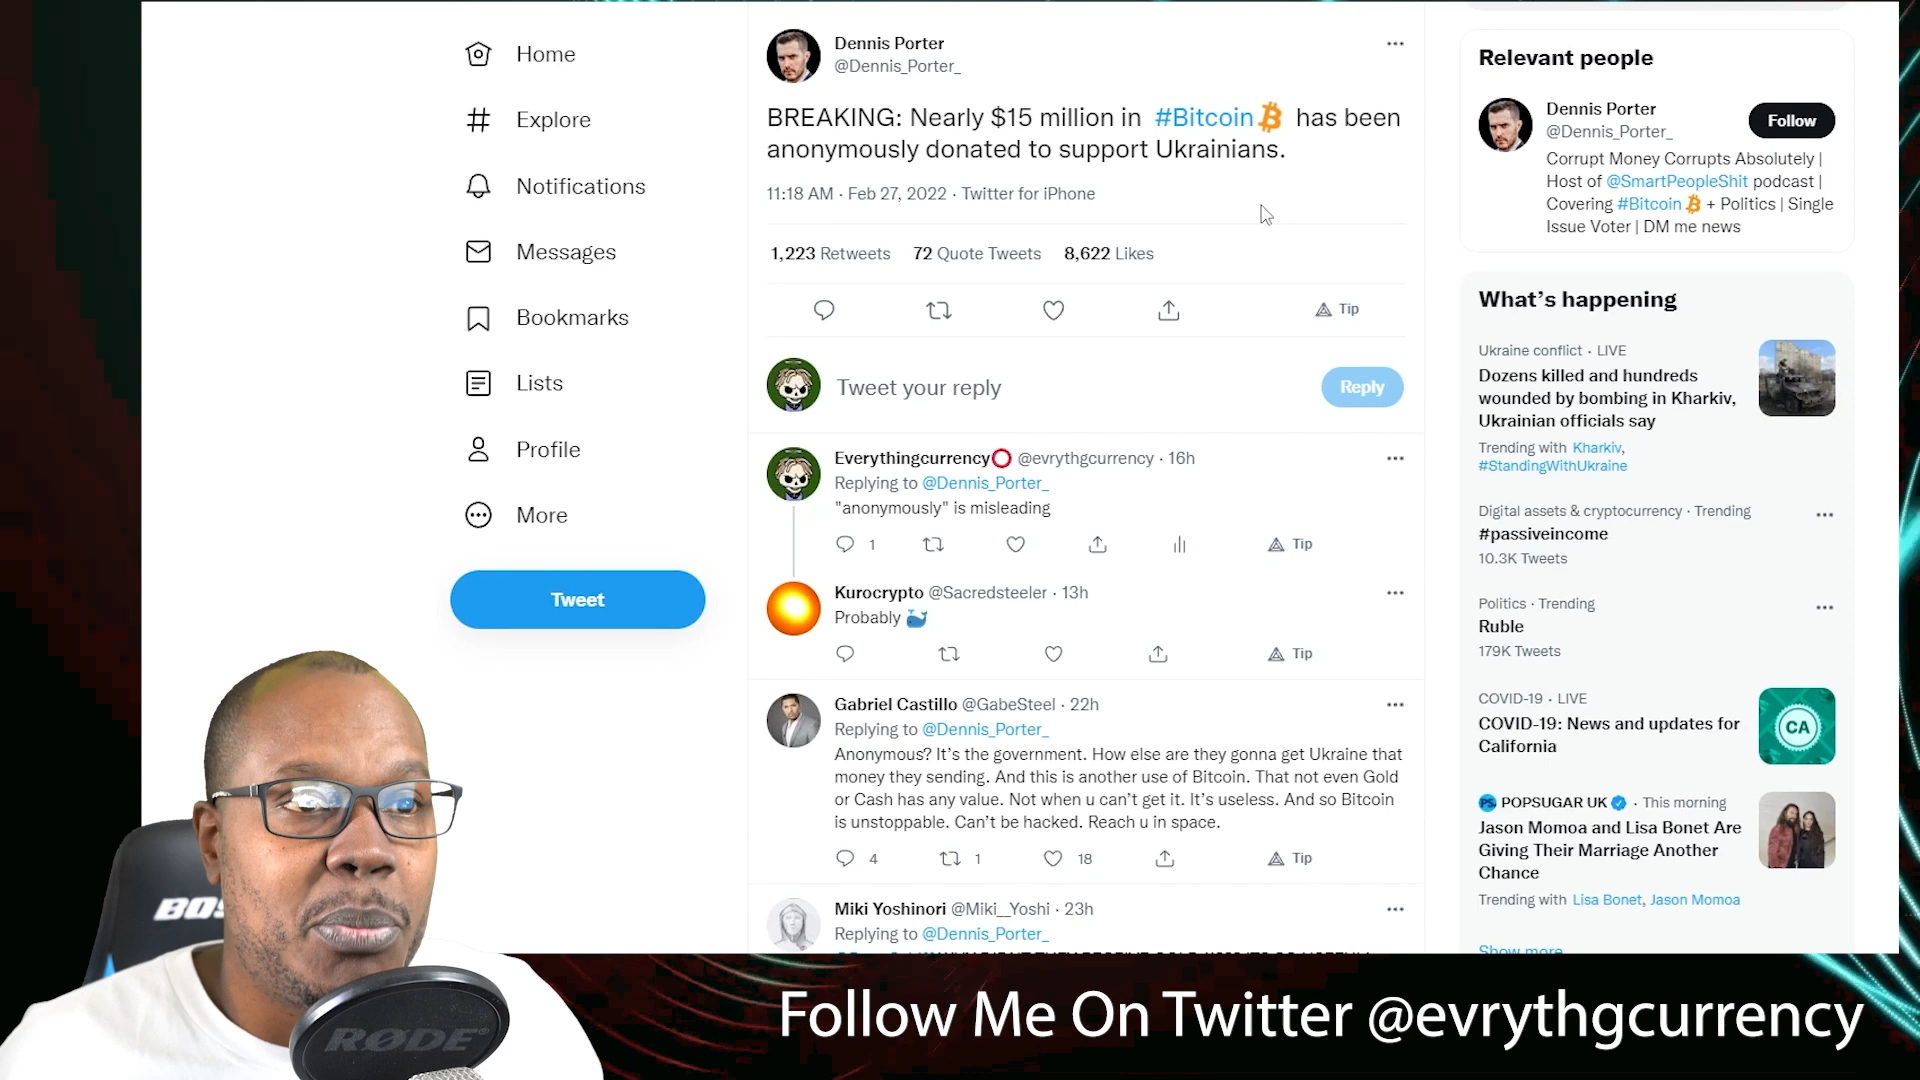 Home
Explore
Notifications
Messages
Bookmarks
Lists
Profile
More
Tweet
Dennis Porter
@Dennis_Porter_
BREAKING: Nearly $15 million in #Bitcoin has been
anonymously donated to support Ukrainians.
11:18 AM · Feb 27, 2022 · Twitter for iPhone
1,223 Retweets 72 Quote Tweets 8,622 Likes
Tip
Tweet your reply
Reply
Everythingcurrency @evrythgcurrency · 16h
Replying to @Dennis_Porter_
"anonymously" is misleading
1
Tip
Kurocrypto @Sacredsteeler · 13h
Probably
Tip
Gabriel Castillo @GabeSteel · 22h
Replying to @Dennis_Porter_
Anonymous? It's the government. How else are they gonna get Ukraine that
money they sending. And this is another use of Bitcoin. That not even Gold
or Cash has any value. Not when u can't get it. It's useless. And so Bitcoin
is unstoppable. Can't be hacked. Reach u in space.
4 1 18 Tip
Miki Yoshinori @Miki__Yoshi · 23h
Replying to @Dennis_Porter_
Relevant people
Dennis Porter
@Dennis_Porter_
Follow
Corrupt Money Corrupts Absolutely |
Host of @SmartPeopleShit podcast |
Covering #Bitcoin + Politics | Single
Issue Voter | DM me news
What's happening
Ukraine conflict · LIVE
Dozens killed and hundreds
wounded by bombing in Kharkiv,
Ukrainian officials say
Trending with Kharkiv,
#StandingWithUkraine
Digital assets & cryptocurrency · Trending
#passiveincome
10.3K Tweets
Politics · Trending
Ruble
179K Tweets
COVID-19 · LIVE
COVID-19: News and updates for
California
CA
PS POPSUGAR UK · This morning
Jason Momoa and Lisa Bonet Are
Giving Their Marriage Another
Chance
Trending with Lisa Bonet, Jason Momoa
Show more
RØDE
Follow Me On Twitter @evrythgcurrency